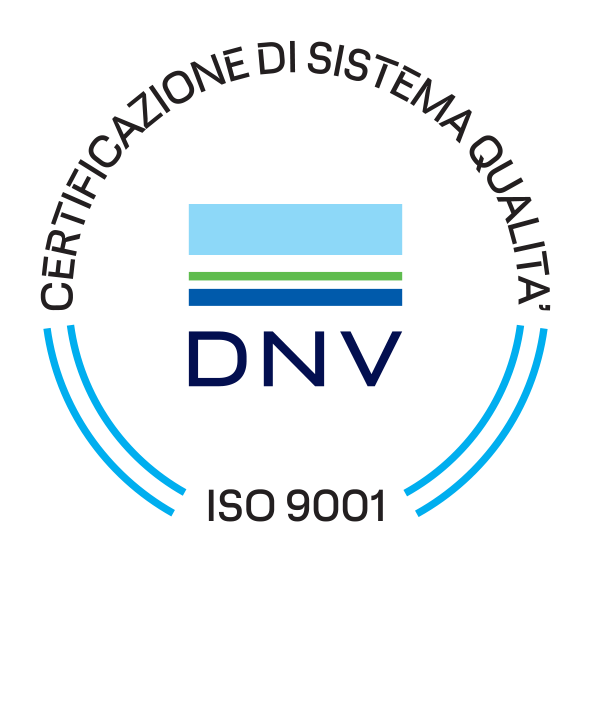 CERTIFICAZIONE DI SISTEMA QUALITA'
DNV
ISO 9001